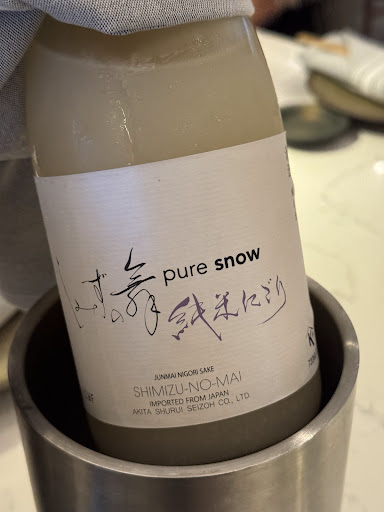 しみずの舞
pure snow
純米にごり
JUNMAI NIGORI SAKE
SHIMIZU-NO-MAI
IMPORTED FROM JAPAN
AKITA SHURUI SEIZOH CO., LTD.
K